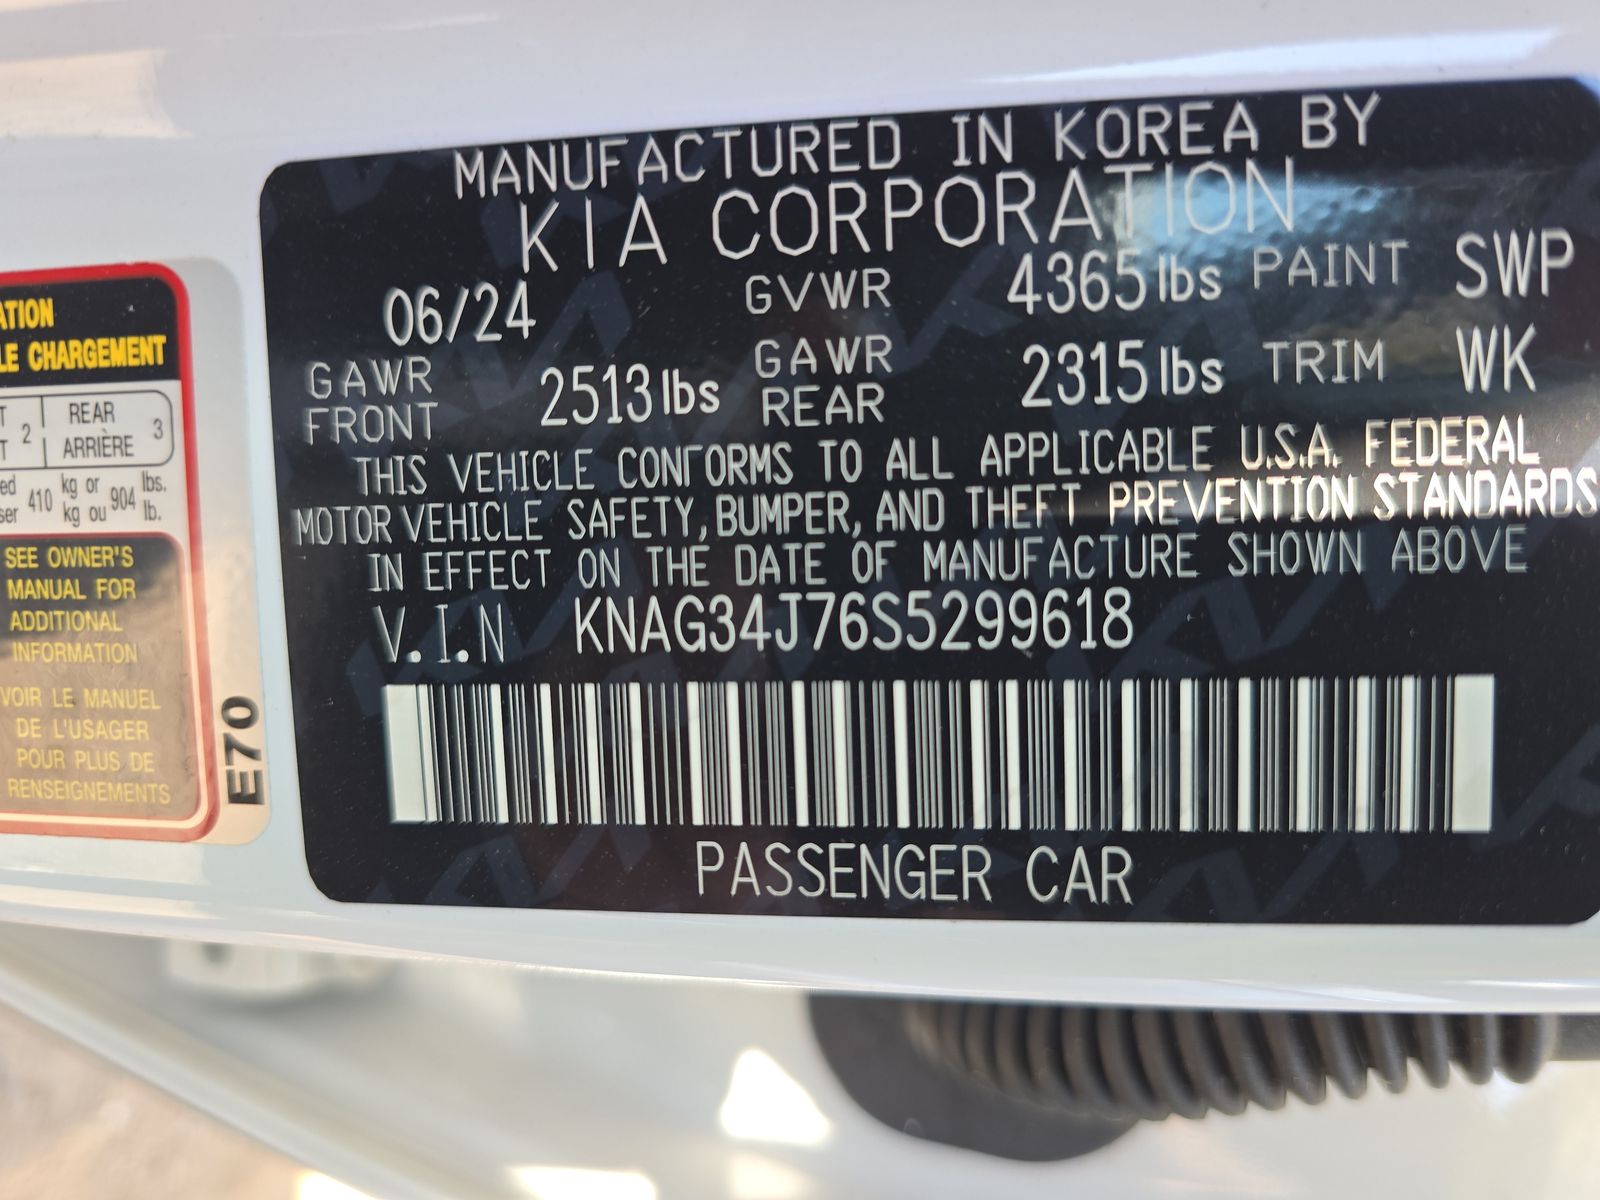 MANUFACTURED IN KOREA BY
KIA CORPORATION
06/24 GVWR 4365 lbs PAINT SWP
GAWR FRONT 2513 lbs GAWR REAR 2315 lbs TRIM WK
THIS VEHICLE CONFORMS TO ALL APPLICABLE U.S.A. FEDERAL
MOTOR VEHICLE SAFETY, BUMPER, AND THEFT PREVENTION STANDARDS
IN EFFECT ON THE DATE OF MANUFACTURE SHOWN ABOVE
V.I.N KNAG34J76S5299618
PASSENGER CAR
CHARGEMENT
2 REAR 3
ARRIÈRE
410 kg or 904 lbs.
kg ou lb.
SEE OWNER'S
MANUAL FOR
ADDITIONAL
INFORMATION
VOIR LE MANUEL
DE L'USAGER
POUR PLUS DE
RENSEIGNEMENTS
E70